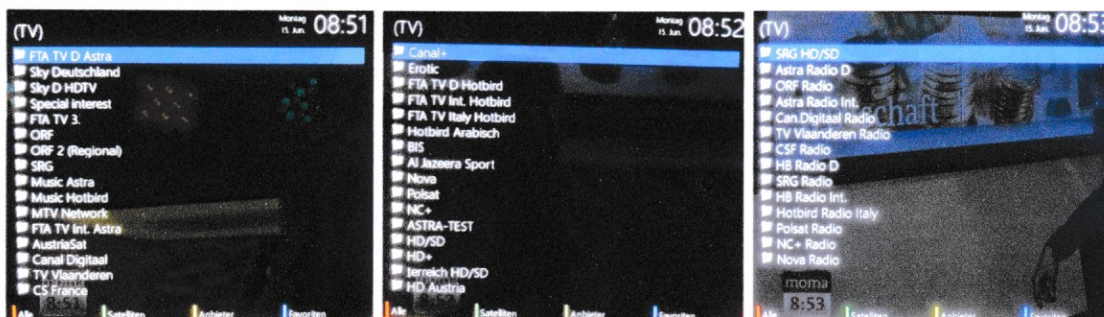 (TV)
Montag
15. Jun.
08:51
FTA TV D Astra
Sky Deutschland
Sky D HDTV
Special interest
FTA TV 3.
ORF
ORF 2 (Regional)
SRG
Music Astra
Music Hotbird
MTV Network
FTA TV Int. Astra
AustriaSat
Canal Digitaal
TV Vlaanderen
CS France
8:51
Alle
Satelliten
Anbieter
Favoriten
(TV)
Montag
15. Jun.
08:52
Canal+
Erotic
FTA TV D Hotbird
FTA TV Int. Hotbird
FTA TV Italy Hotbird
Hotbird Arabisch
BIS
Al Jazeera Sport
Nova
Polsat
NC+
ASTRA-TEST
HD/SD
HD+
terreich HD/SD
HD Austria
Alle
Satelliten
Anbieter
Favoriten
(TV)
Montag
15. Jun.
08:53
SRG HD/SD
Astra Radio D
ORF Radio
Astra Radio Int.
Can.Digitaal Radio
TV Vlaanderen Radio
CSF Radio
HB Radio D
SRG Radio
HB Radio Int.
Hotbird Radio Italy
Polsat Radio
NC+ Radio
Nova Radio
schaft
moma
8:53
Alle
Satelliten
Anbieter
Favoriten